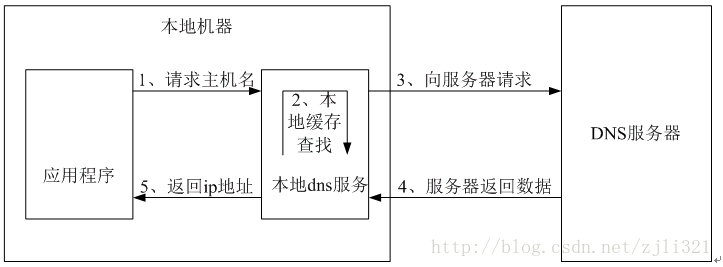 本地机器
1、请求主机名
3、向服务器请求
2、本
地缓存
查找
DNS服务器
应用程序
本地dns服务
5、返回ip地址
4、服务器返回数据
http://blog.csdn.net/zjli321